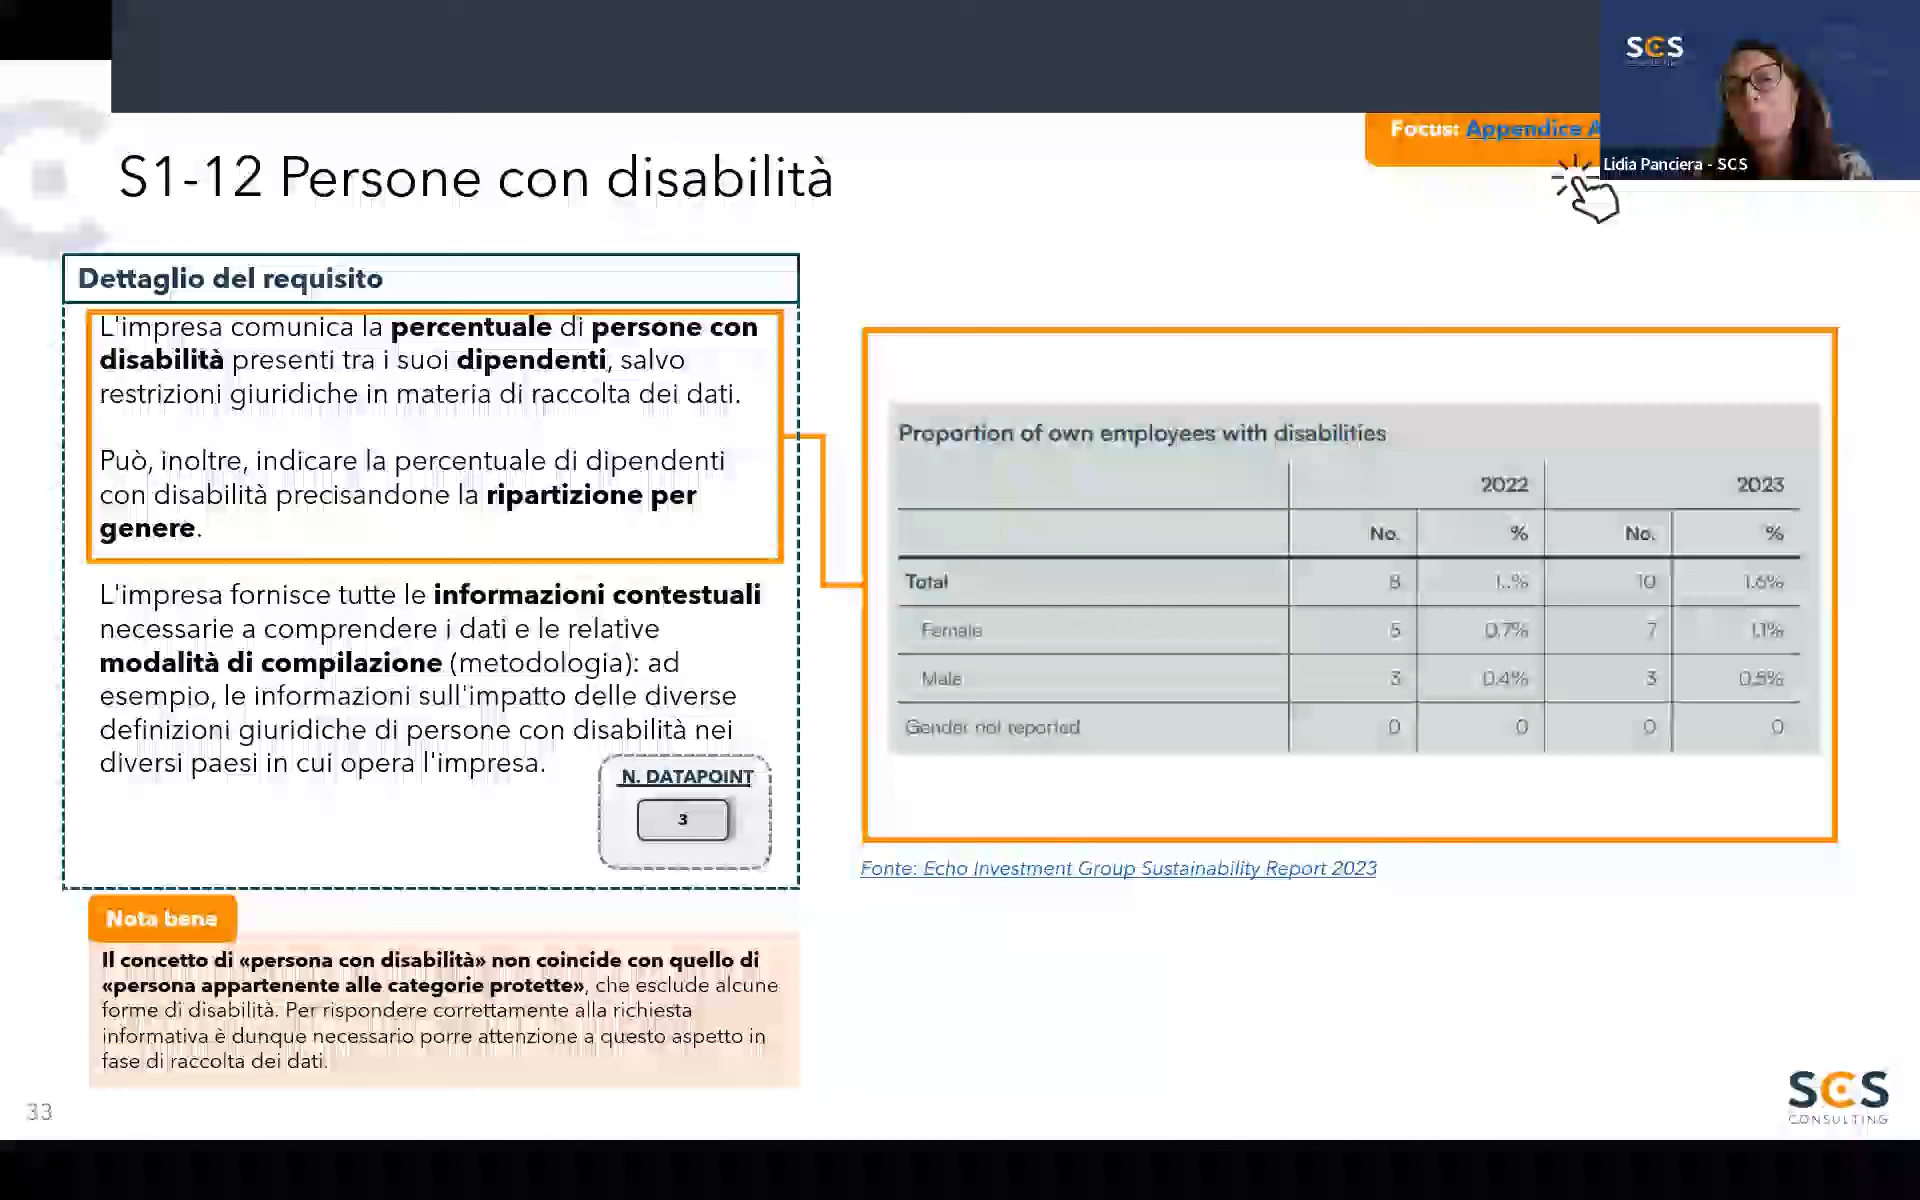 SCS
Focus: Appendice A
Lidia Panciera - SCS
S1-12 Persone con disabilità
Dettaglio del requisito
L'impresa comunica la percentuale di persone con
disabilità presenti tra i suoi dipendenti, salvo
restrizioni giuridiche in materia di raccolta dei dati.
Può, inoltre, indicare la percentuale di dipendenti
con disabilità precisandone la ripartizione per
genere.
L'impresa fornisce tutte le informazioni contestuali
necessarie a comprendere i dati e le relative
modalità di compilazione (metodologia): ad
esempio, le informazioni sull'impatto delle diverse
definizioni giuridiche di persone con disabilità nei
diversi paesi in cui opera l'impresa.
N. DATAPOINT
3
Proportion of own employees with disabilities
2022 2023
No. % No. %
Total 8 10 1.6%
Female 5 0.7% 7 1.1%
Male 3 0.4% 3 0.5%
Gender not reported 0 0 0 0
Fonte: Echo Investment Group Sustainability Report 2023
Nota bene
Il concetto di «persona con disabilità» non coincide con quello di
«persona appartenente alle categorie protette», che esclude alcune
forme di disabilità. Per rispondere correttamente alla richiesta
informativa è dunque necessario porre attenzione a questo aspetto in
fase di raccolta dei dati.
33
SCS
CONSULTING